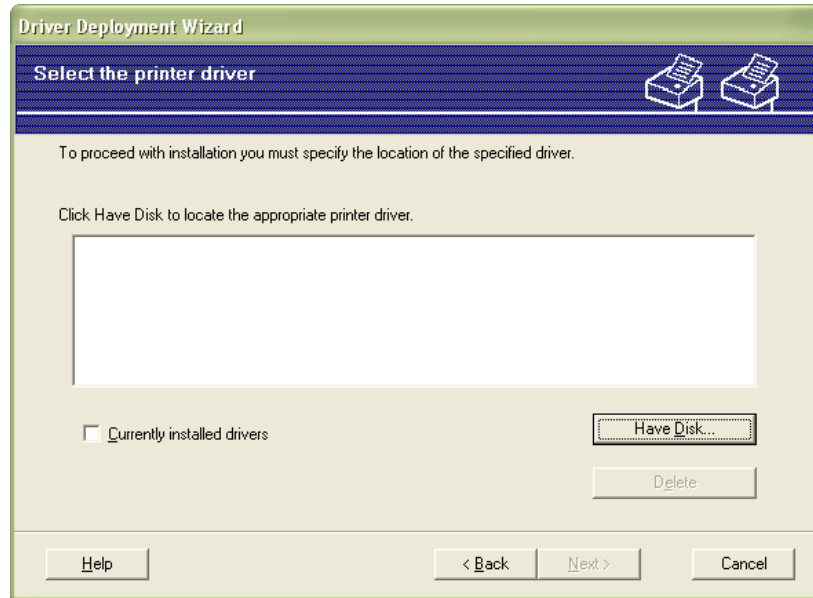 Driver Deployment Wizard
Select the printer driver
To proceed with installation you must specify the location of the specified driver.
Click Have Disk to locate the appropriate printer driver.
Currently installed drivers
Have Disk...
Delete
Help
< Back
Next >
Cancel